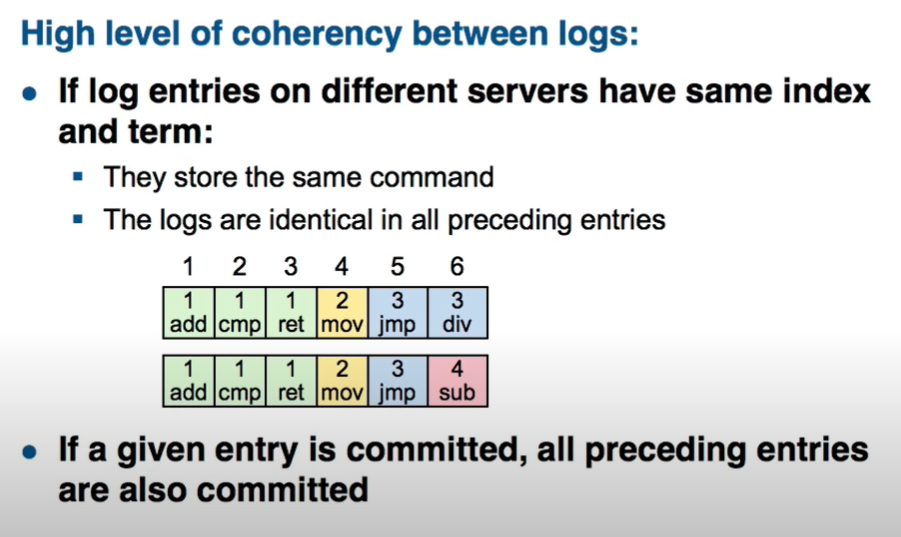 High level of coherency between logs:
● If log entries on different servers have same index
and term:
▪ They store the same command
▪ The logs are identical in all preceding entries
1 2 3 4 5 6
1 1 1 2 3 3
add cmp ret mov jmp div
1 1 1 2 3 4
add cmp ret mov jmp sub
● If a given entry is committed, all preceding entries
are also committed